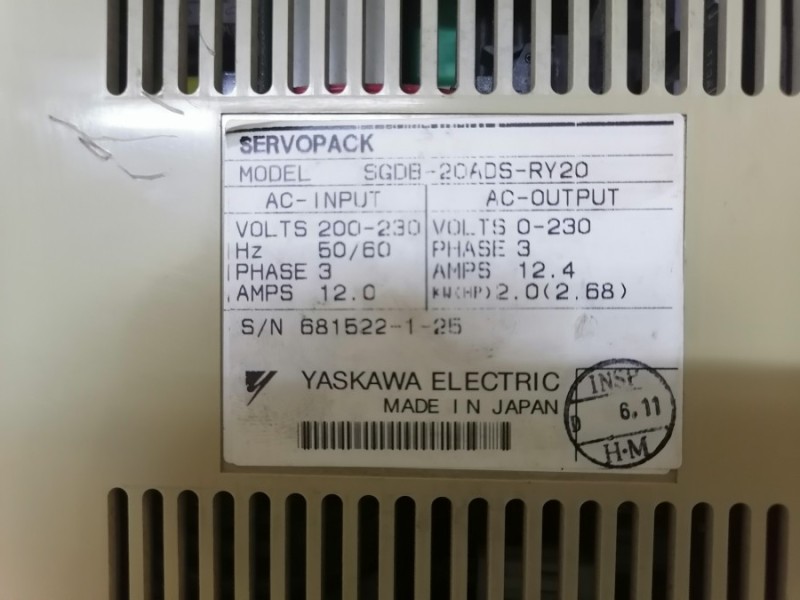 SERVOPACK
MODEL SGDB-20ADS-RY20
AC-INPUT AC-OUTPUT
VOLTS 200-230 VOLTS 0-230
Hz 50/60 PHASE 3
PHASE 3 AMPS 12.4
AMPS 12.0 KW(HP) 2.0(2.68)
S/N 681522-1-25
YASKAWA ELECTRIC
MADE IN JAPAN
INSP
6.11
H·M